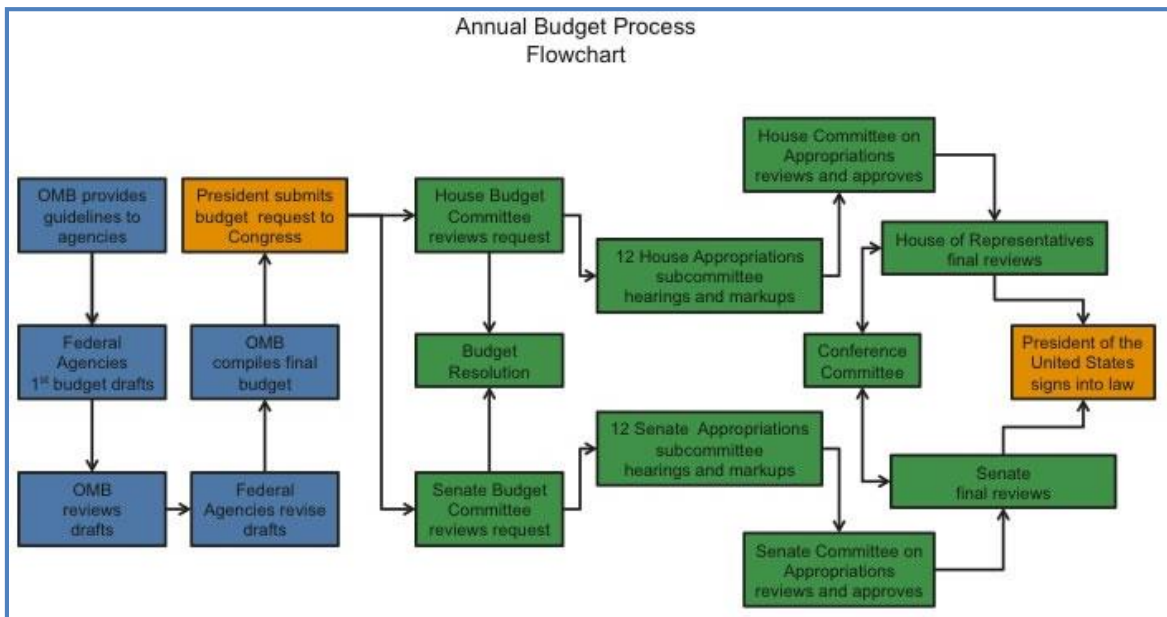 Annual Budget Process
Flowchart
OMB provides
guidelines to
agencies
Federal
Agencies
1st budget drafts
OMB
reviews
drafts
Federal
Agencies revise
drafts
OMB
compiles final
budget
President submits
budget request to
Congress
House Budget
Committee
reviews request
Budget
Resolution
Senate Budget
Committee
reviews request
12 House Appropriations
subcommittee
hearings and markups
12 Senate Appropriations
subcommittee
hearings and markups
House Committee on
Appropriations
reviews and approves
Senate Committee on
Appropriations
reviews and approves
House of Representatives
final reviews
Conference
Committee
Senate
final reviews
President of the
United States
signs into law